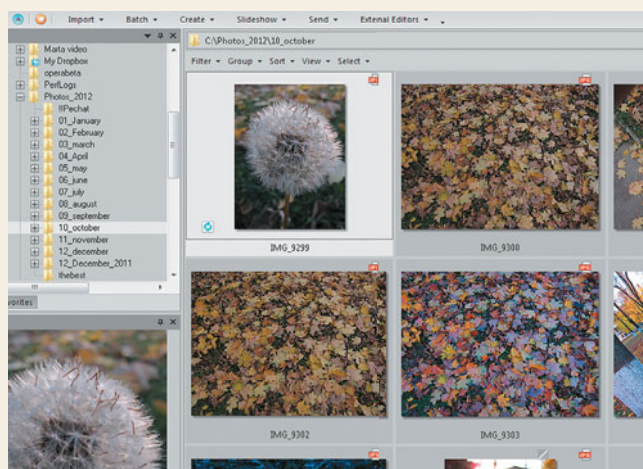 Import Batch Create Slideshow Send External Editors
C:\Photos_2012\10_october
Filter Group Sort View Select
Marta video
My Dropbox
operabeta
PerfLogs
Photos_2012
!!!Pechat
01_January
02_February
03_march
04_April
05_may
06_june
07_july
08_august
09_september
10_october
11_november
12_december
12_December_2011
thebest
vorites
IMG_9299
IMG_9300
IMG_9302
IMG_9303